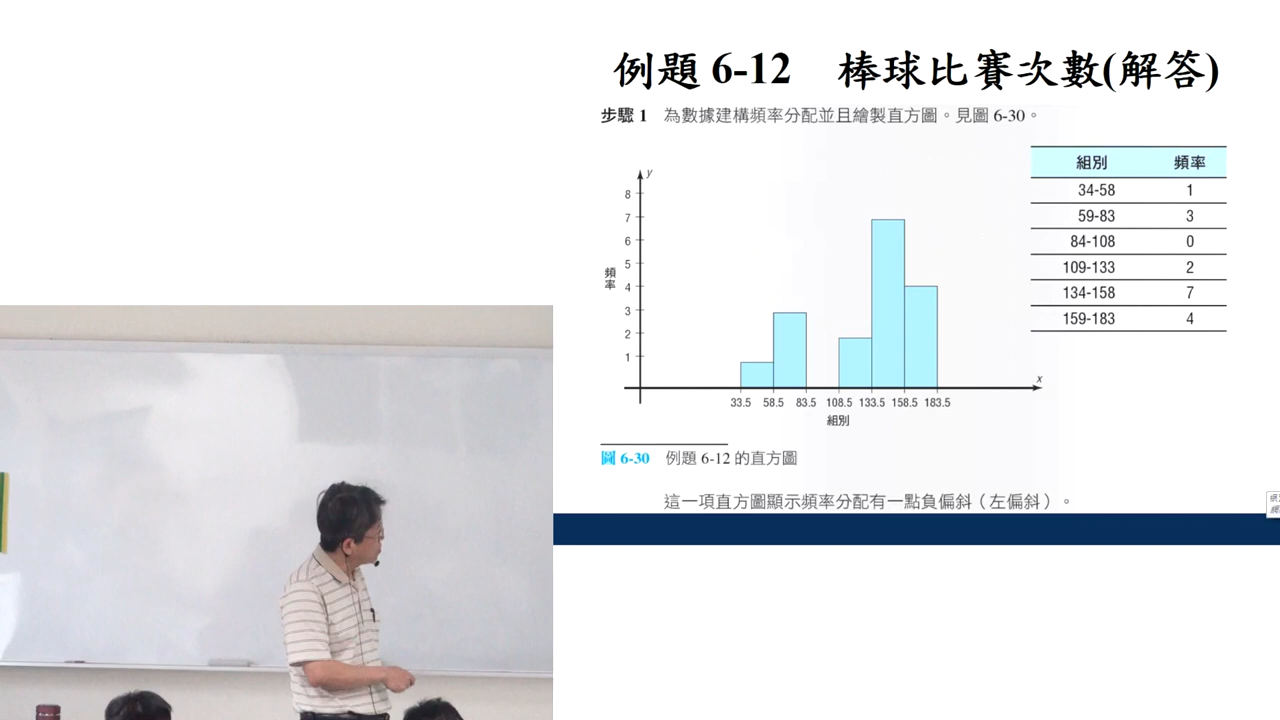 例題 6-12 棒球比賽次數(解答)
步驟 1 為數據建構頻率分配並且繪製直方圖。見圖 6-30。
組別 頻率
34-58 1
59-83 3
84-108 0
109-133 2
134-158 7
159-183 4
y
8
7
6
5
4
3
2
1
頻率
x
33.5 58.5 83.5 108.5 133.5 158.5 183.5
組別
圖 6-30 例題 6-12 的直方圖
這一項直方圖顯示頻率分配有一點負偏斜（左偏斜）。